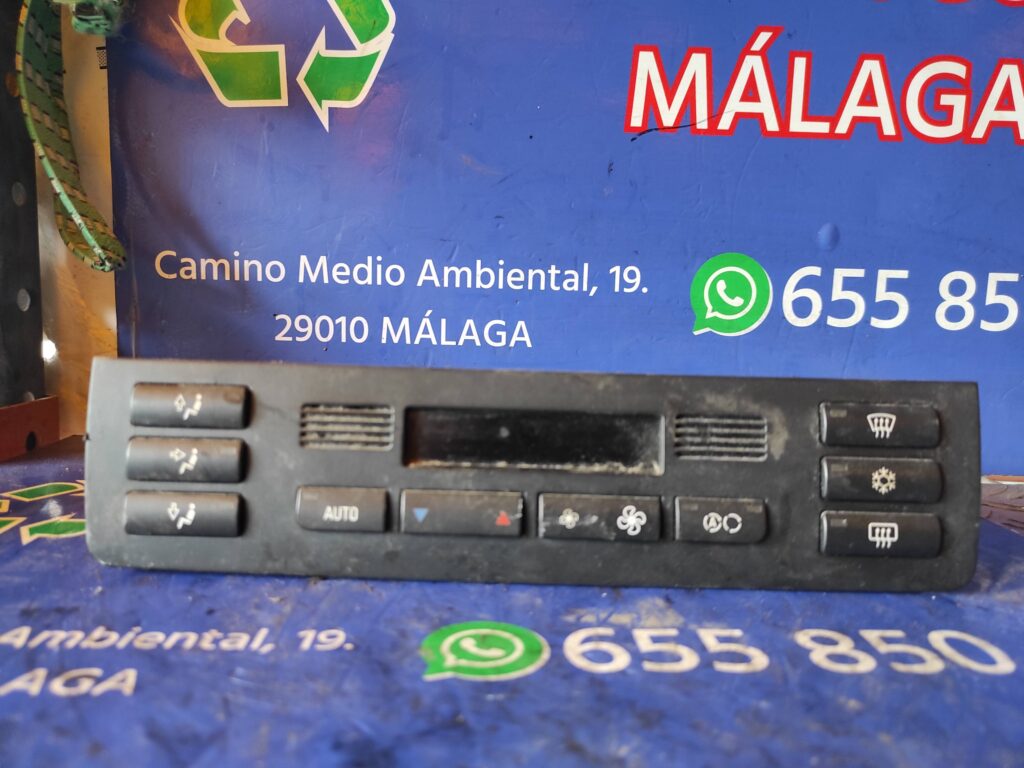 MÁLAGA
Camino Medio Ambiental, 19.
29010 MÁLAGA
655 85
AUTO
A
Ambiental, 19.
AGA
655 850